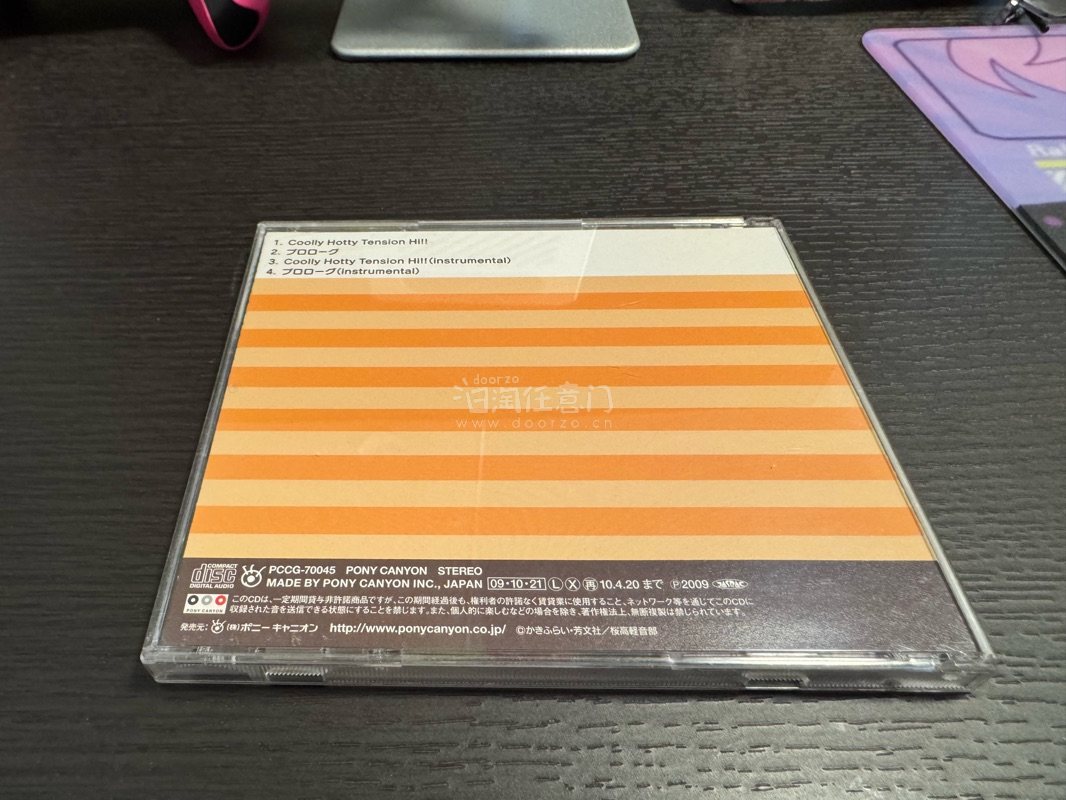 1. Coolly Hotty Tension Hi!!
2. プロローグ
3. Coolly Hotty Tension Hi!!(instrumental)
4. プロローグ(instrumental)
doorzo
日淘任意门
www.doorzo.cn
COMPACT
disc
DIGITAL AUDIO
PCCG-70045 PONY CANYON STEREO
MADE BY PONY CANYON INC., JAPAN 09・10・21 L X 再 10.4.20 まで Ⓟ2009
PONY CANYON
このCDは、一定期間貸与非許諾商品ですが、この期間経過後も、権利者の許諾なく賃貸業に使用すること、ネットワーク等を通じてこのCDに
収録された音を送信できる状態にすることを禁じます。また、個人的に楽しむなどの場合を除き、著作権法上、無断複製は禁じられています。
発売元: (株)ポニーキャニオン http://www.ponycanyon.co.jp/ ©かきふらい・芳文社/桜高軽音部